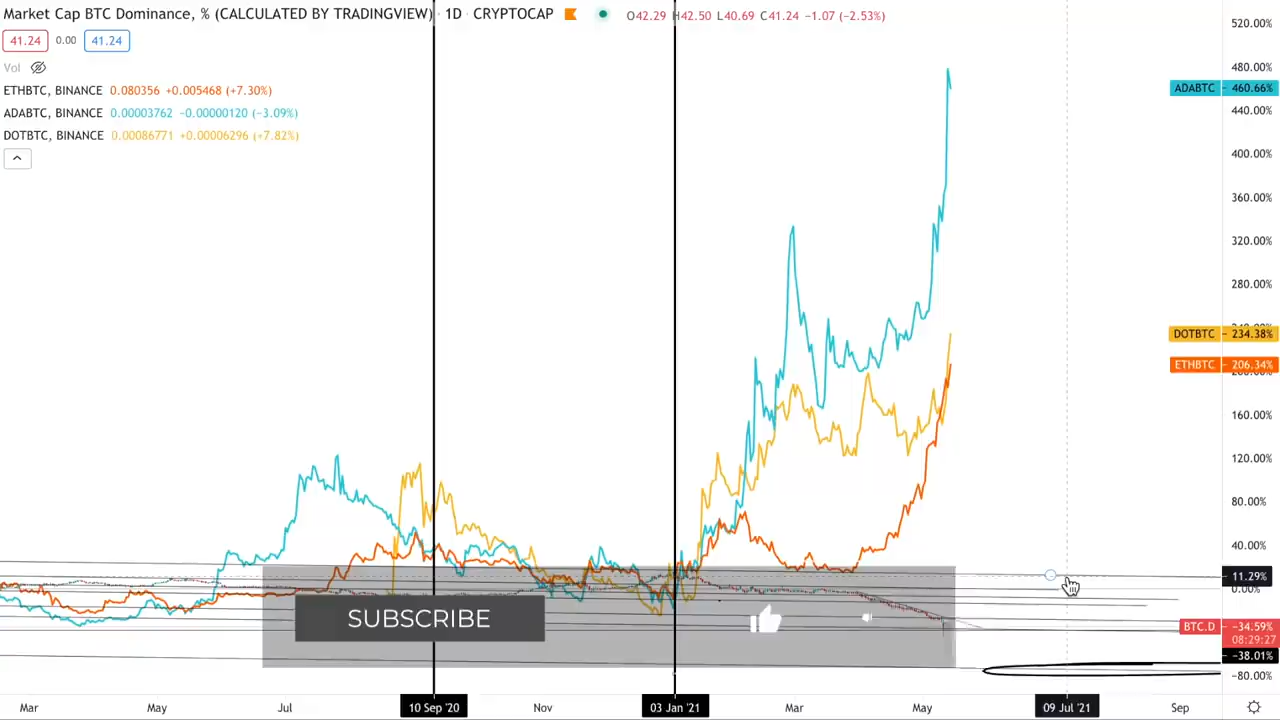 Market Cap BTC Dominance, % (CALCULATED BY TRADINGVIEW) · 1D · CRYPTOCAP O42.29 H42.50 L40.69 C41.24 −1.07 (−2.53%)
41.24 0.00 41.24
Vol
ETHBTC, BINANCE 0.080356 +0.005468 (+7.30%)
ADABTC, BINANCE 0.00003762 −0.00000120 (−3.09%)
DOTBTC, BINANCE 0.00086771 +0.00006296 (+7.82%)
520.00%
480.00%
ADABTC 460.66%
440.00%
400.00%
360.00%
320.00%
280.00%
DOTBTC 234.38%
ETHBTC 206.34%
160.00%
120.00%
80.00%
40.00%
11.29%
0.00%
SUBSCRIBE
BTC.D −34.59%
08:29:27
−38.01%
−80.00%
Mar May Jul 10 Sep '20 Nov 03 Jan '21 Mar May 09 Jul '21 Sep